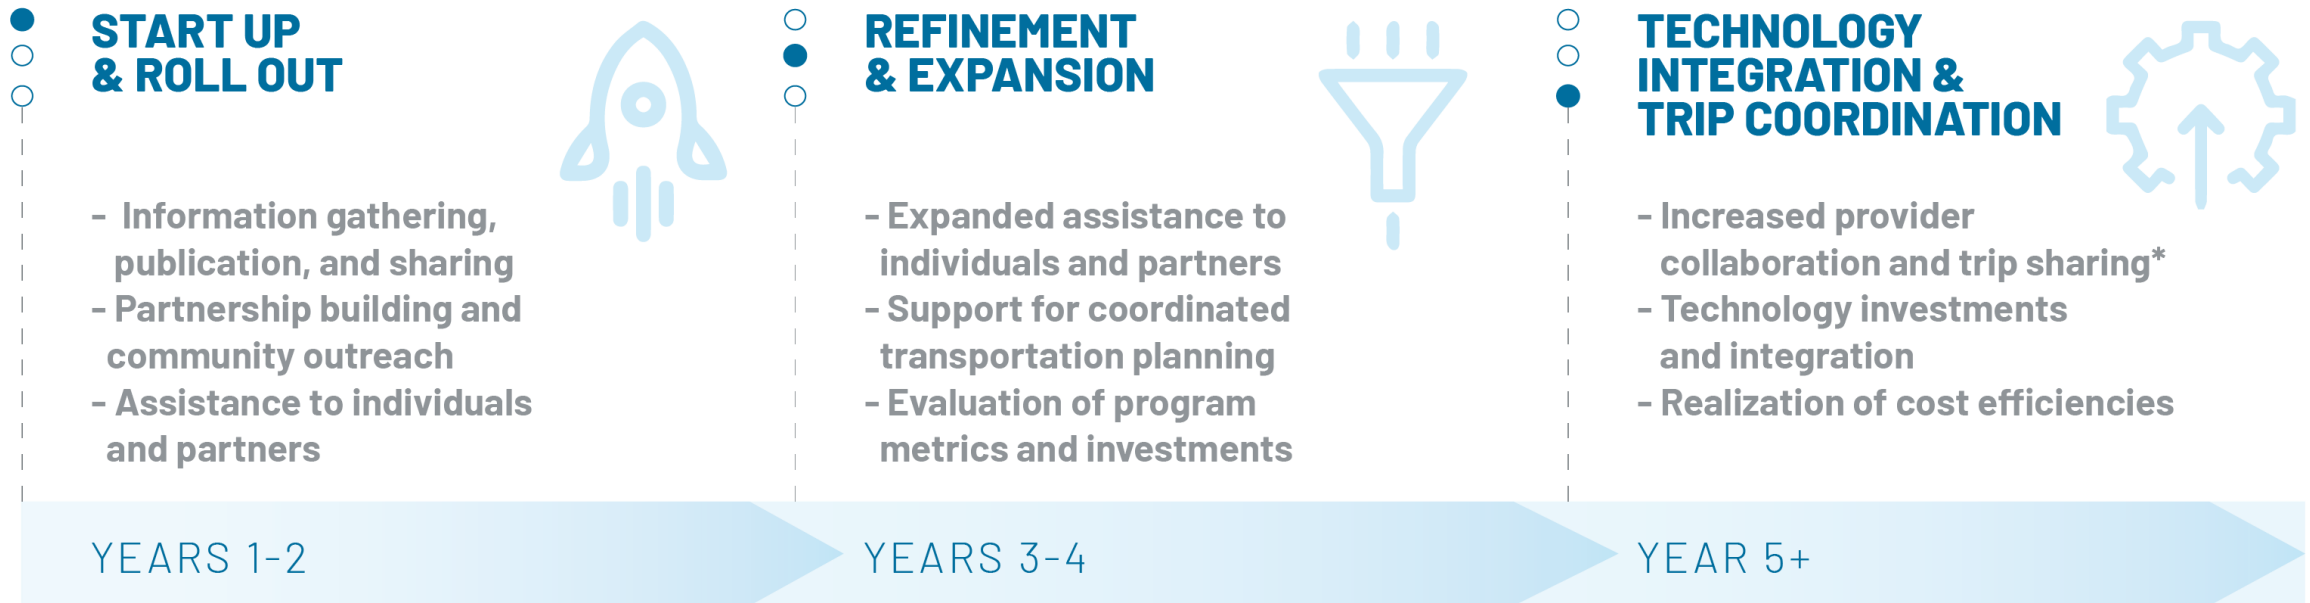 START UP
& ROLL OUT
- Information gathering,
publication, and sharing
- Partnership building and
community outreach
- Assistance to individuals
and partners
YEARS 1-2
REFINEMENT
& EXPANSION
- Expanded assistance to
individuals and partners
- Support for coordinated
transportation planning
- Evaluation of program
metrics and investments
YEARS 3-4
TECHNOLOGY
INTEGRATION &
TRIP COORDINATION
- Increased provider
collaboration and trip sharing*
- Technology investments
and integration
- Realization of cost efficiencies
YEAR 5+